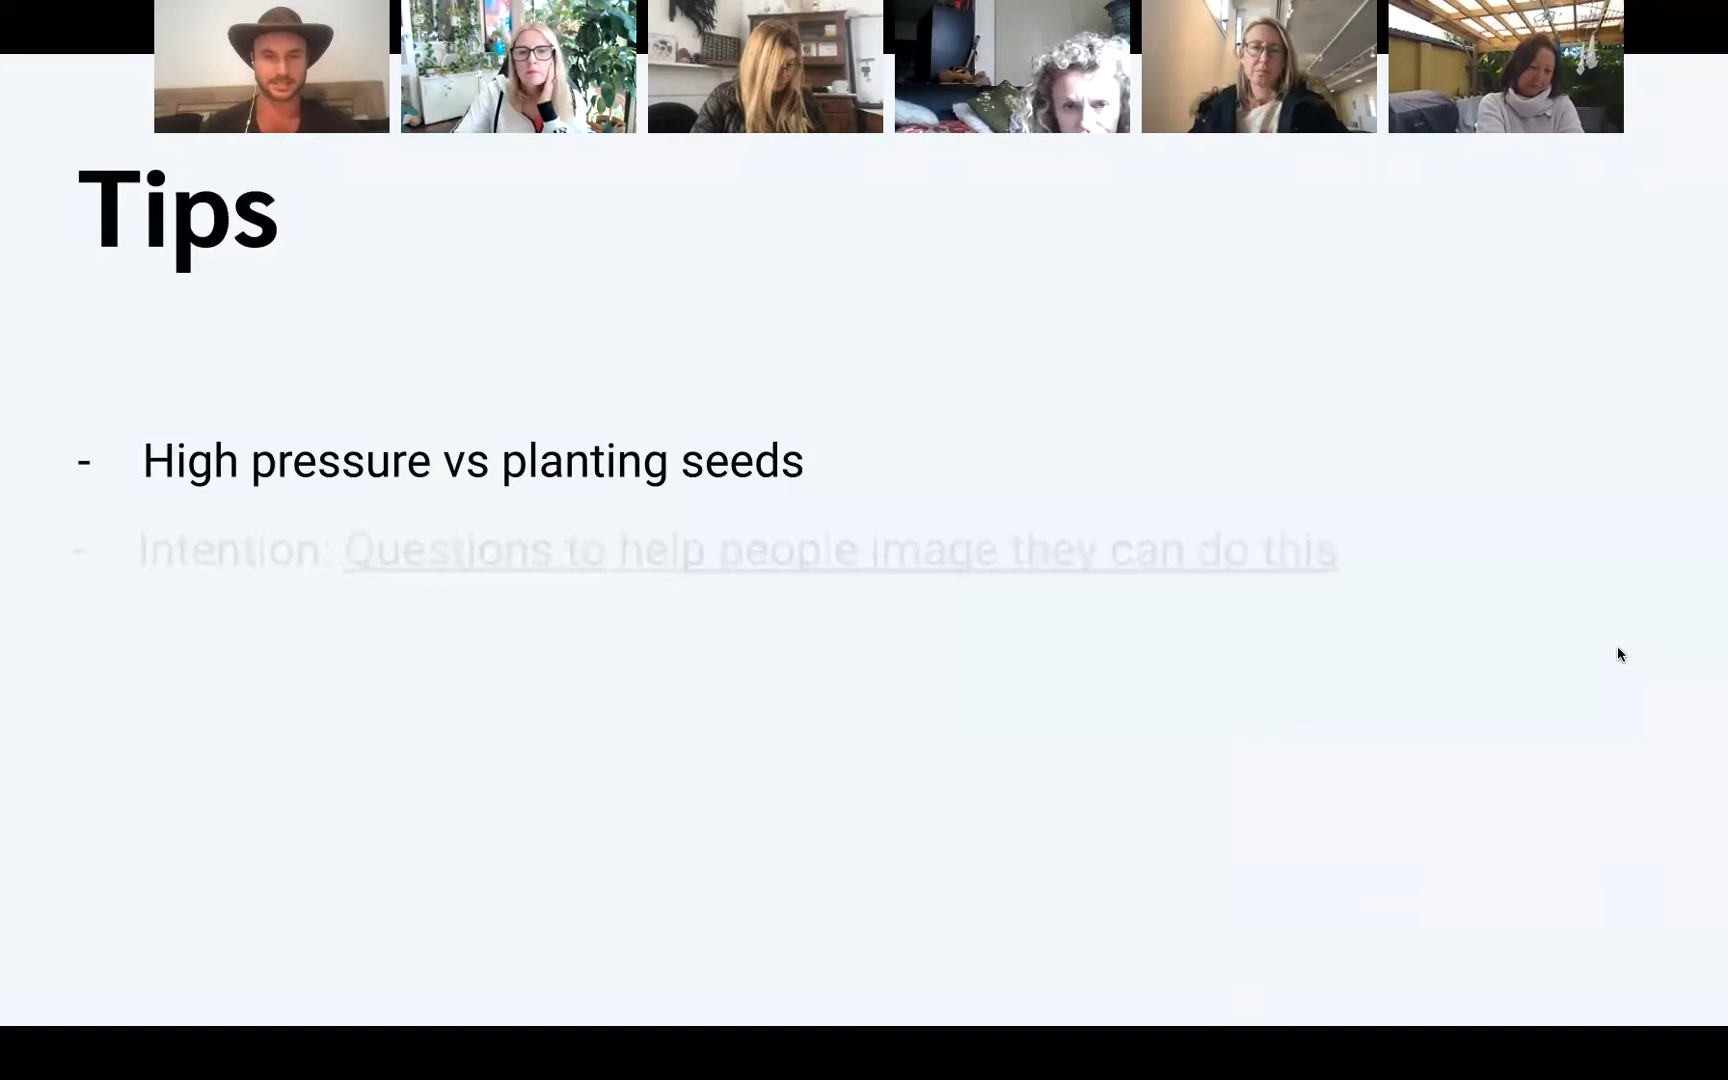 Tips
- High pressure vs planting seeds
- Intention: Questions to help people image they can do this